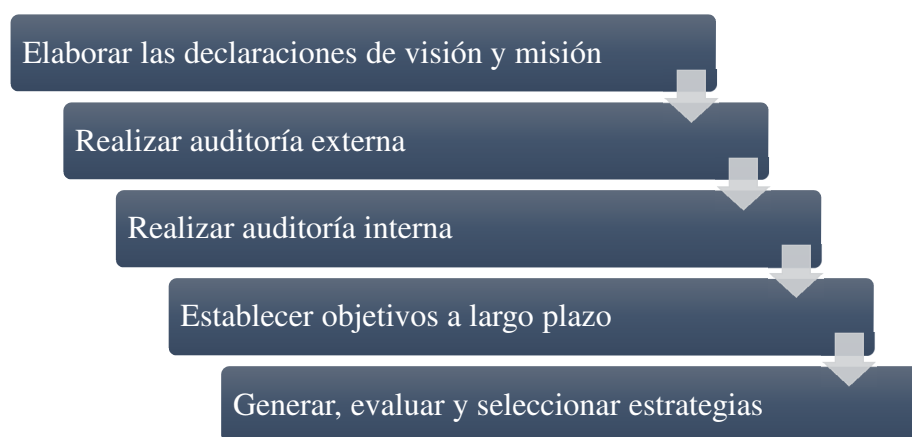 Elaborar las declaraciones de visión y misión
Realizar auditoría externa
Realizar auditoría interna
Establecer objetivos a largo plazo
Generar, evaluar y seleccionar estrategias